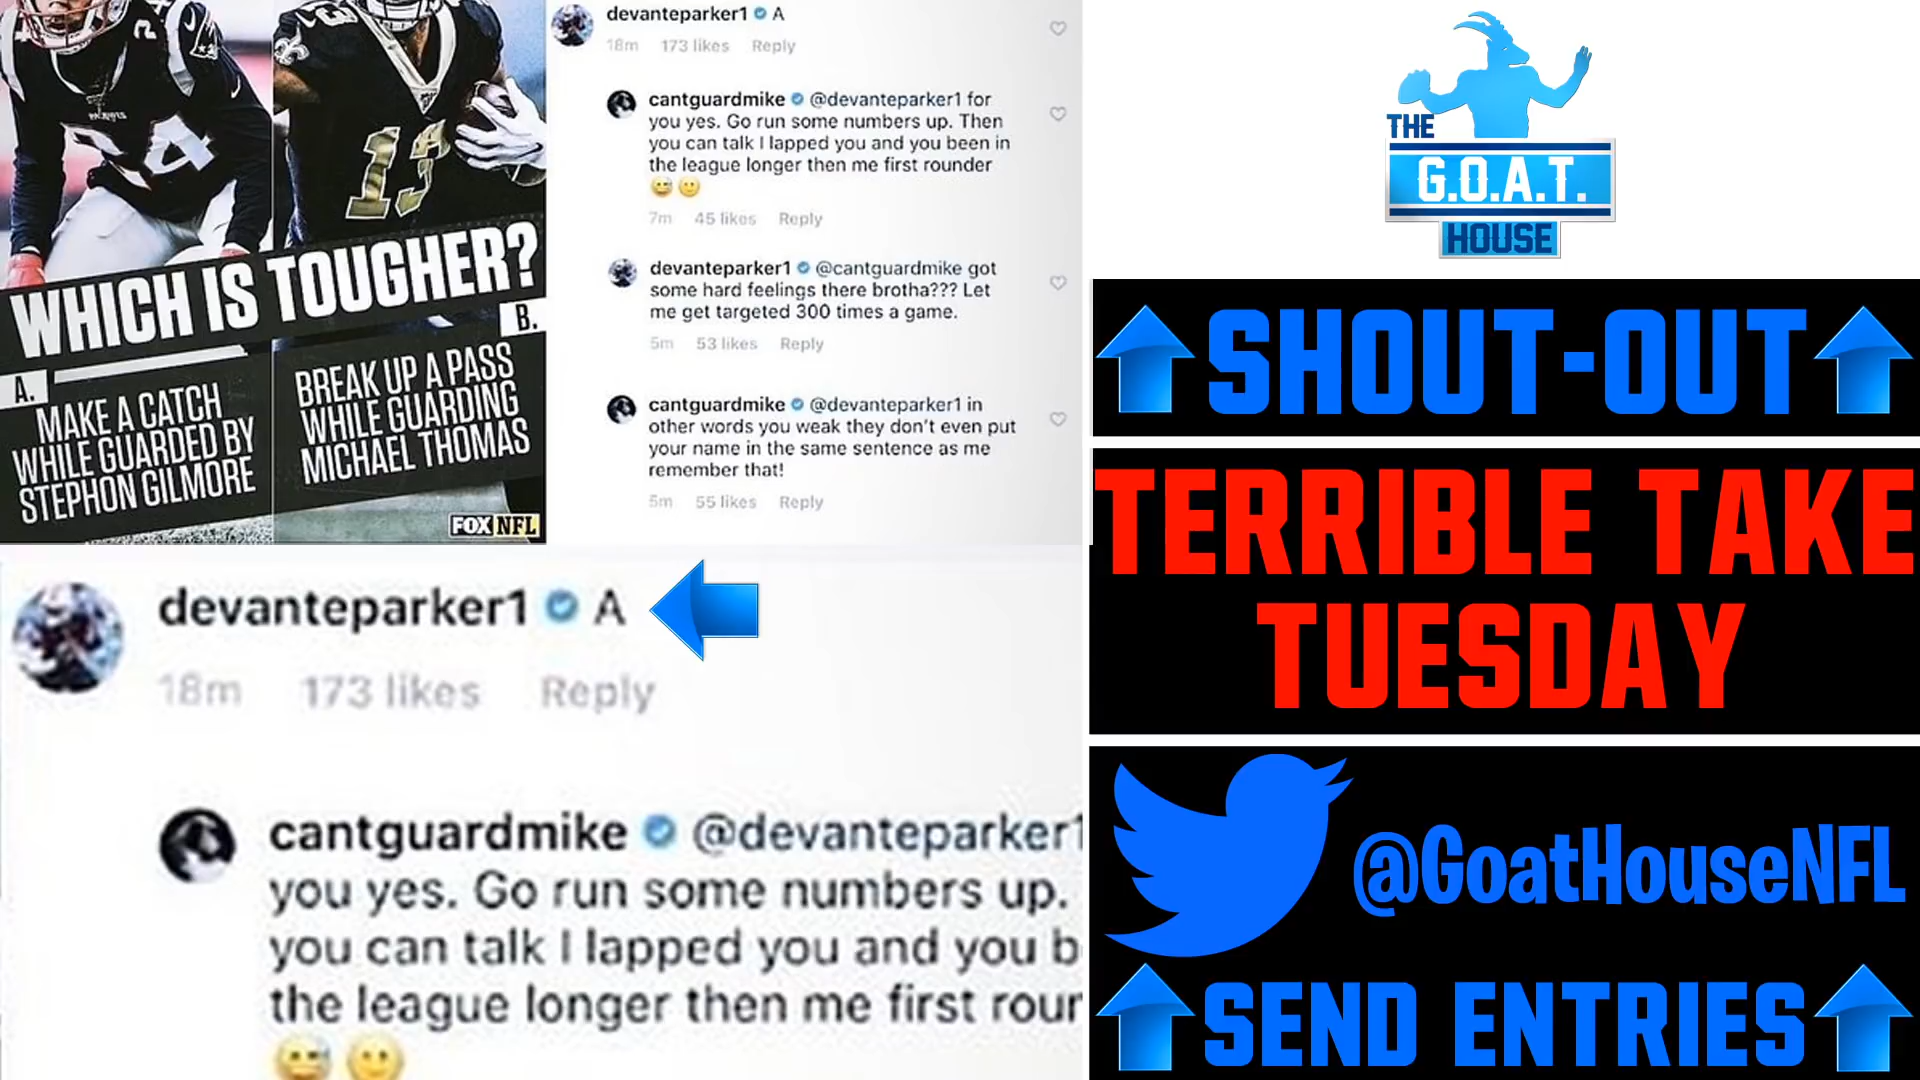 24
PATRIOTS
13
WHICH IS TOUGHER?
A.
MAKE A CATCH
WHILE GUARDED BY
STEPHON GILMORE
B.
BREAK UP A PASS
WHILE GUARDING
MICHAEL THOMAS
FOX NFL
devanteparker1 A
18m 173 likes Reply
cantguardmike @devanteparker1 for
you yes. Go run some numbers up. Then
you can talk I lapped you and you been in
the league longer then me first rounder
😅🙂
7m 45 likes Reply
devanteparker1 @cantguardmike got
some hard feelings there brotha??? Let
me get targeted 300 times a game.
5m 53 likes Reply
cantguardmike @devanteparker1 in
other words you weak they don't even put
your name in the same sentence as me
remember that!
5m 55 likes Reply
devanteparker1 A
18m 173 likes Reply
cantguardmike @devanteparker1
you yes. Go run some numbers up.
you can talk I lapped you and you b
the league longer then me first roun
😅🙂
THE
G.O.A.T.
HOUSE
SHOUT-OUT
TERRIBLE TAKE
TUESDAY
@GoatHouseNFL
SEND ENTRIES